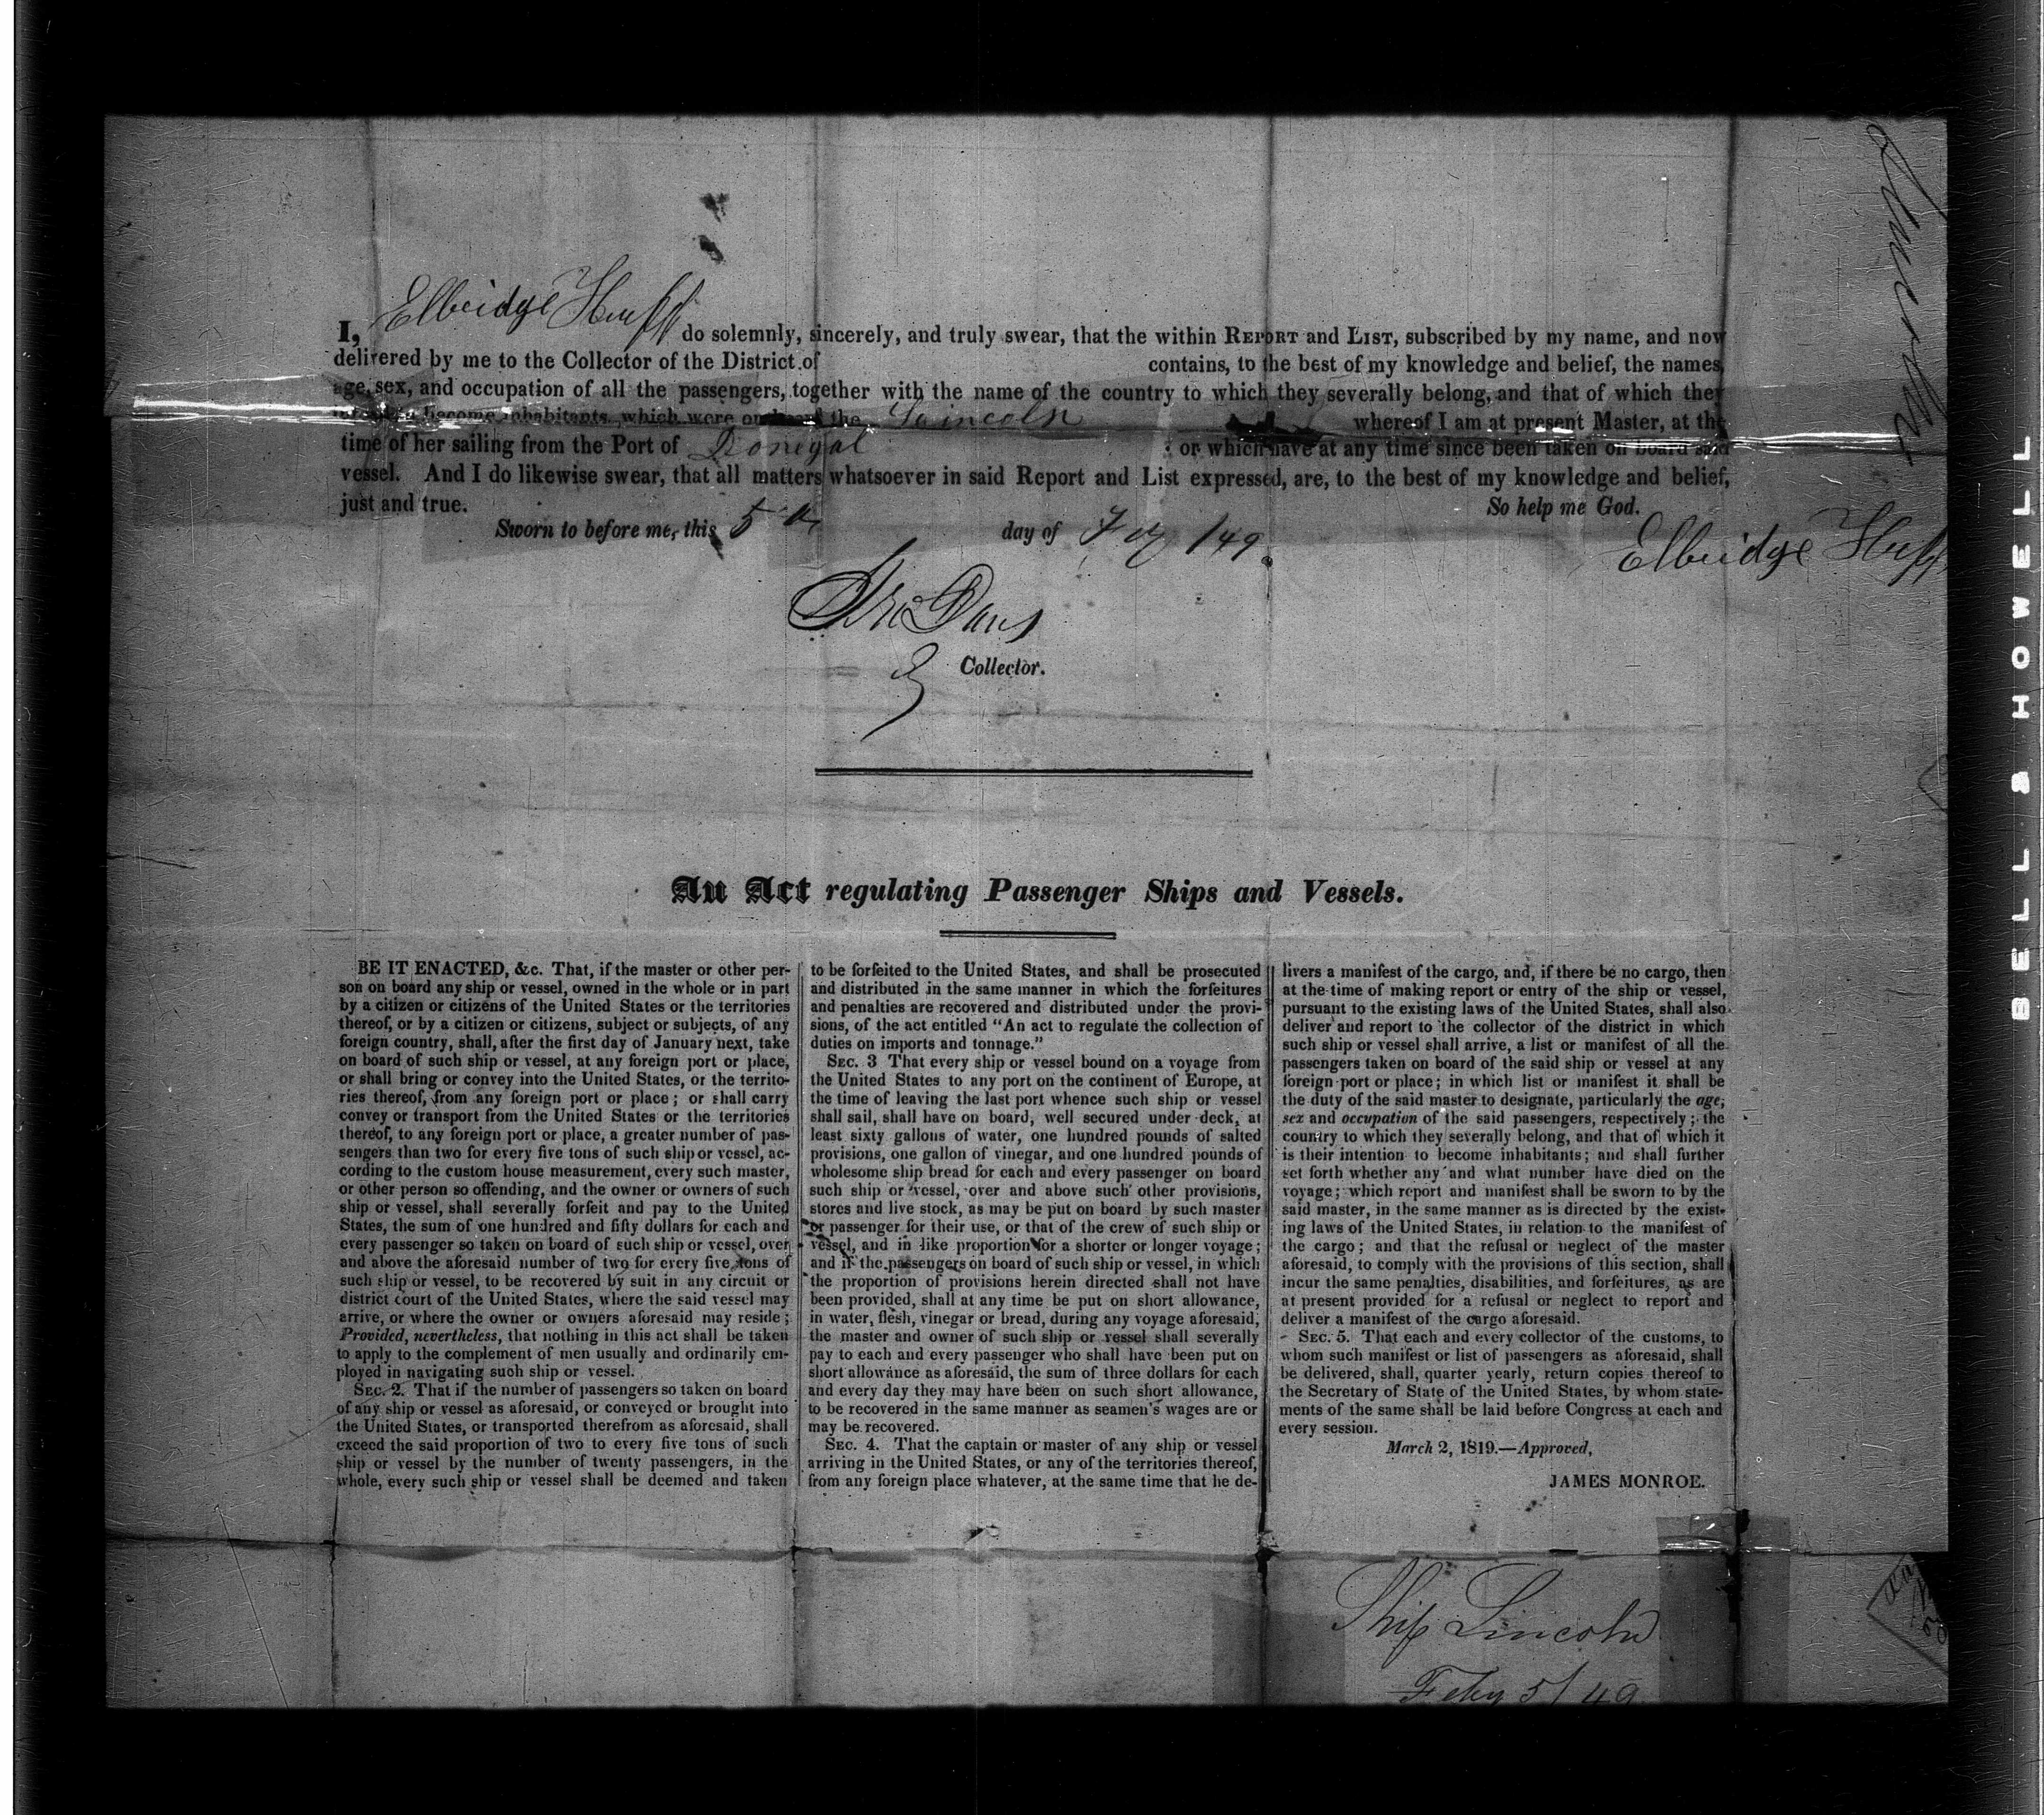 I, Elbridge Huff do solemnly, sincerely, and truly swear, that the within REPORT and LIST, subscribed by my name, and now
delivered by me to the Collector of the District of contains, to the best of my knowledge and belief, the names,
age, sex, and occupation of all the passengers, together with the name of the country to which they severally belong, and that of which they
intend to become inhabitants, which were on board the Lincoln whereof I am at present Master, at the
time of her sailing from the Port of Donegal : or which have at any time since been taken on board said
vessel. And I do likewise swear, that all matters whatsoever in said Report and List expressed, are, to the best of my knowledge and belief,
just and true. So help me God.
Sworn to before me, this 5th day of /49
Elbridge Huff
Collector.
An Act regulating Passenger Ships and Vessels.
BE IT ENACTED, &c. That, if the master or other per-
son on board any ship or vessel, owned in the whole or in part
by a citizen or citizens of the United States or the territories
thereof, or by a citizen or citizens, subject or subjects, of any
foreign country, shall, after the first day of January next, take
on board of such ship or vessel, at any foreign port or place,
or shall bring or convey into the United States, or the territo-
ries thereof, from any foreign port or place; or shall carry
convey or transport from the United States or the territories
thereof, to any foreign port or place, a greater number of pas-
sengers than two for every five tons of such ship or vessel, ac-
cording to the custom house measurement, every such master,
or other person so offending, and the owner or owners of such
ship or vessel, shall severally forfeit and pay to the United
States, the sum of one hundred and fifty dollars for each and
every passenger so taken on board of such ship or vessel, over
and above the aforesaid number of two for every five tons of
such ship or vessel, to be recovered by suit in any circuit or
district court of the United States, where the said vessel may
arrive, or where the owner or owners aforesaid may reside;
Provided, nevertheless, that nothing in this act shall be taken
to apply to the complement of men usually and ordinarily em-
ployed in navigating such ship or vessel.
SEC. 2. That if the number of passengers so taken on board
of any ship or vessel as aforesaid, or conveyed or brought into
the United States, or transported therefrom as aforesaid, shall
exceed the said proportion of two to every five tons of such
ship or vessel by the number of twenty passengers, in the
whole, every such ship or vessel shall be deemed and taken
to be forfeited to the United States, and shall be prosecuted
and distributed in the same manner in which the forfeitures
and penalties are recovered and distributed under the provi-
sions, of the act entitled "An act to regulate the collection of
duties on imports and tonnage."
SEC. 3 That every ship or vessel bound on a voyage from
the United States to any port on the continent of Europe, at
the time of leaving the last port whence such ship or vessel
shall sail, shall have on board, well secured under deck, at
least sixty gallons of water, one hundred pounds of salted
provisions, one gallon of vinegar, and one hundred pounds of
wholesome ship bread for each and every passenger on board
such ship or vessel, over and above such other provisions,
stores and live stock, as may be put on board by such master
or passenger for their use, or that of the crew of such ship or
vessel, and in like proportion for a shorter or longer voyage;
and if the passengers on board of such ship or vessel, in which
the proportion of provisions herein directed shall not have
been provided, shall at any time be put on short allowance,
in water, flesh, vinegar or bread, during any voyage aforesaid,
the master and owner of such ship or vessel shall severally
pay to each and every passenger who shall have been put on
short allowance as aforesaid, the sum of three dollars for each
and every day they may have been on such short allowance,
to be recovered in the same manner as seamen's wages are or
may be recovered.
SEC. 4. That the captain or master of any ship or vessel
arriving in the United States, or any of the territories thereof,
from any foreign place whatever, at the same time that he de-
livers a manifest of the cargo, and, if there be no cargo, then
at the time of making report or entry of the ship or vessel,
pursuant to the existing laws of the United States, shall also
deliver and report to the collector of the district in which
such ship or vessel shall arrive, a list or manifest of all the
passengers taken on board of the said ship or vessel at any
foreign port or place; in which list or manifest it shall be
the duty of the said master to designate, particularly the age,
sex and occupation of the said passengers, respectively; the
country to which they severally belong, and that of which it
is their intention to become inhabitants; and shall further
set forth whether any and what number have died on the
voyage; which report and manifest shall be sworn to by the
said master, in the same manner as is directed by the exist-
ing laws of the United States, in relation to the manifest of
the cargo; and that the refusal or neglect of the master
aforesaid, to comply with the provisions of this section, shall
incur the same penalties, disabilities, and forfeitures, as are
at present provided for a refusal or neglect to report and
deliver a manifest of the cargo aforesaid.
SEC. 5. That each and every collector of the customs, to
whom such manifest or list of passengers as aforesaid, shall
be delivered, shall, quarter yearly, return copies thereof to
the Secretary of State of the United States, by whom state-
ments of the same shall be laid before Congress at each and
every session.
March 2, 1819.—Approved,
JAMES MONROE.
Ship Lincoln
Feby 5/49
BELL & HOWELL